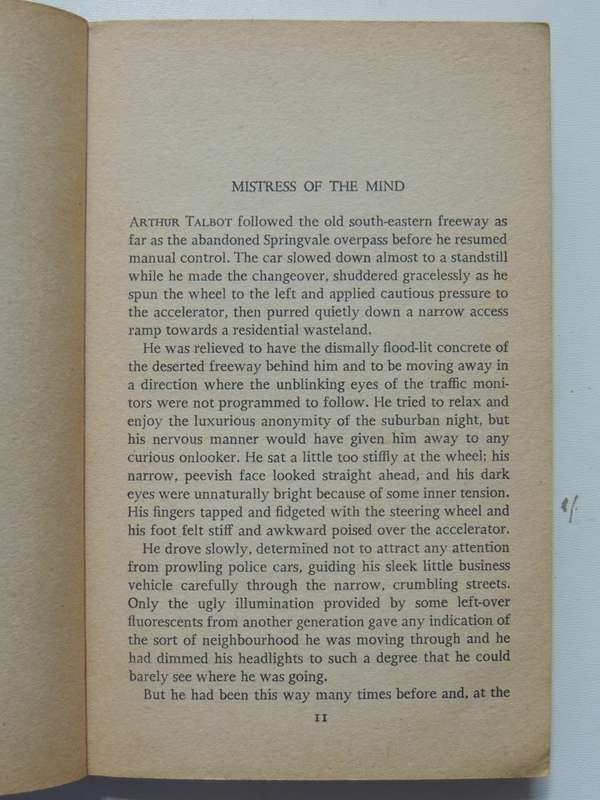 MISTRESS OF THE MIND
ARTHUR TALBOT followed the old south-eastern freeway as
far as the abandoned Springvale overpass before he resumed
manual control. The car slowed down almost to a standstill
while he made the changeover, shuddered gracelessly as he
spun the wheel to the left and applied cautious pressure to
the accelerator, then purred quietly down a narrow access
ramp towards a residential wasteland.
He was relieved to have the dismally flood-lit concrete of
the deserted freeway behind him and to be moving away in
a direction where the unblinking eyes of the traffic moni-
tors were not programmed to follow. He tried to relax and
enjoy the luxurious anonymity of the suburban night, but
his nervous manner would have given him away to any
curious onlooker. He sat a little too stiffly at the wheel; his
narrow, peevish face looked straight ahead, and his dark
eyes were unnaturally bright because of some inner tension.
His fingers tapped and fidgeted with the steering wheel and
his foot felt stiff and awkward poised over the accelerator.
He drove slowly, determined not to attract any attention
from prowling police cars, guiding his sleek little business
vehicle carefully through the narrow, crumbling streets.
Only the ugly illumination provided by some left-over
fluorescents from another generation gave any indication of
the sort of neighbourhood he was moving through and he
had dimmed his headlights to such a degree that he could
barely see where he was going.
But he had been this way many times before and, at the
11